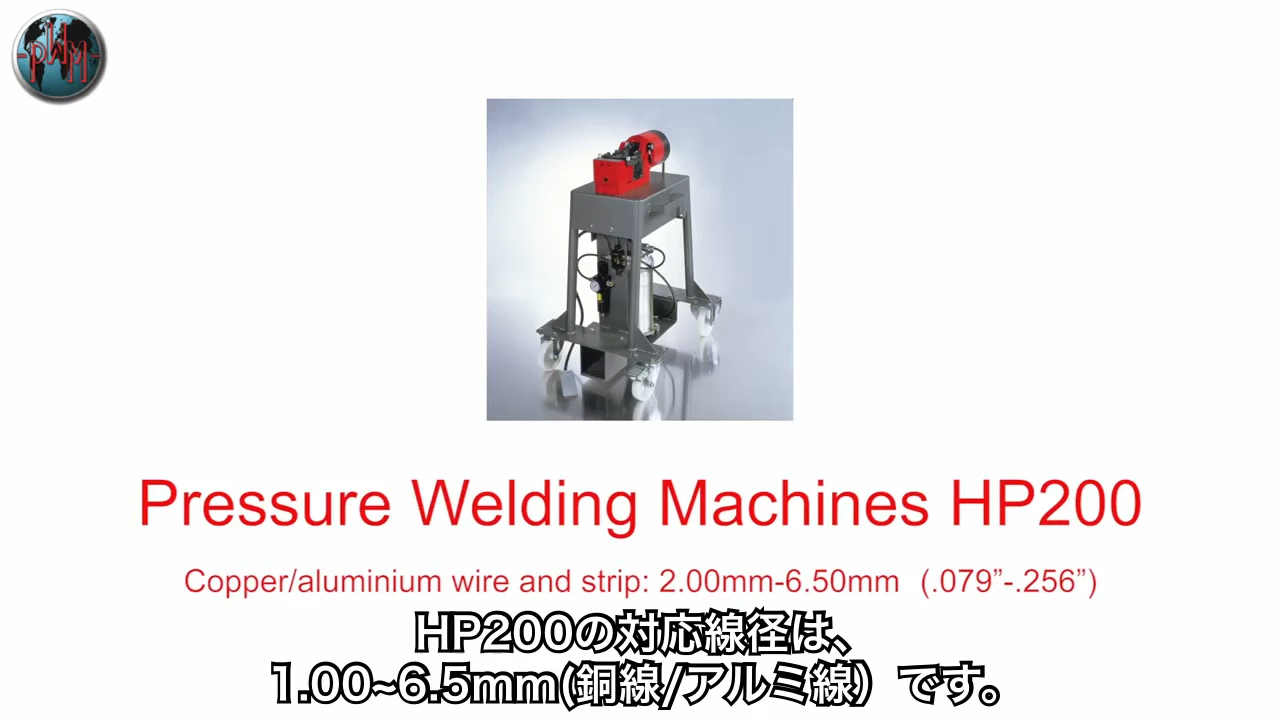 -PWM-
Pressure Welding Machines HP200
Copper/aluminium wire and strip: 2.00mm-6.50mm (.079”-.256”)
HP200の対応線径は、
1.00~6.5mm(銅線/アルミ線）です。